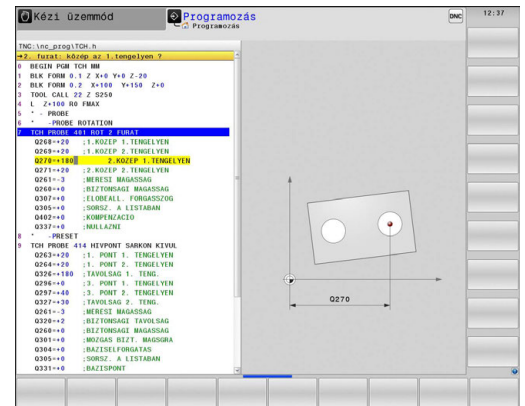 Kézi üzemmód
Programozás
Programozás
DNC
12:37
TNC:\nc_prog\TCH.h
→2. furat: közép az 1.tengelyen ?
0 BEGIN PGM TCH MM
1 BLK FORM 0.1 Z X+0 Y+0 Z-20
2 BLK FORM 0.2 X+100 Y+150 Z+0
3 TOOL CALL 22 Z S250
4 L Z+100 R0 FMAX
5 * - PROBE
6 * -PROBE ROTATION
7 TCH PROBE 401 ROT 2 FURAT
Q268=+20 ;1.KOZEP 1.TENGELYEN
Q269=+20 ;1.KOZEP 2.TENGELYEN
Q270=+180 2.KOZEP 1.TENGELYEN
Q271=+20 ;2.KOZEP 2.TENGELYEN
Q261=-3 ;MERESI MAGASSAG
Q260=+0 ;BIZTONSAGI MAGASSAG
Q307=+0 ;ELOBEALL. FORGASSZOG
Q305=+0 ;SORSZ. A LISTABAN
Q402=+0 ;KOMPENZACIO
Q337=+0 ;NULLAZNI
8 * -PRESET
9 TCH PROBE 414 HIVPONT SARKON KIVUL
Q263=+20 ;1. PONT 1. TENGELYEN
Q264=+20 ;1. PONT 2. TENGELYEN
Q326=+180 ;TAVOLSAG 1. TENG.
Q296=+0 ;3. PONT 1. TENGELYEN
Q297=+40 ;3. PONT 2. TENGELYEN
Q327=+30 ;TAVOLSAG 2. TENG.
Q261=-3 ;MERESI MAGASSAG
Q320=+2 ;BIZTONSAGI TAVOLSAG
Q260=+0 ;BIZTONSAGI MAGASSAG
Q301=+0 ;MOZGAS BIZT. MAGSGRA
Q304=+0 ;BAZISELFORGATAS
Q305=+0 ;SORSZ. A LISTABAN
Q331=+0 ;BAZISPONT
Q270